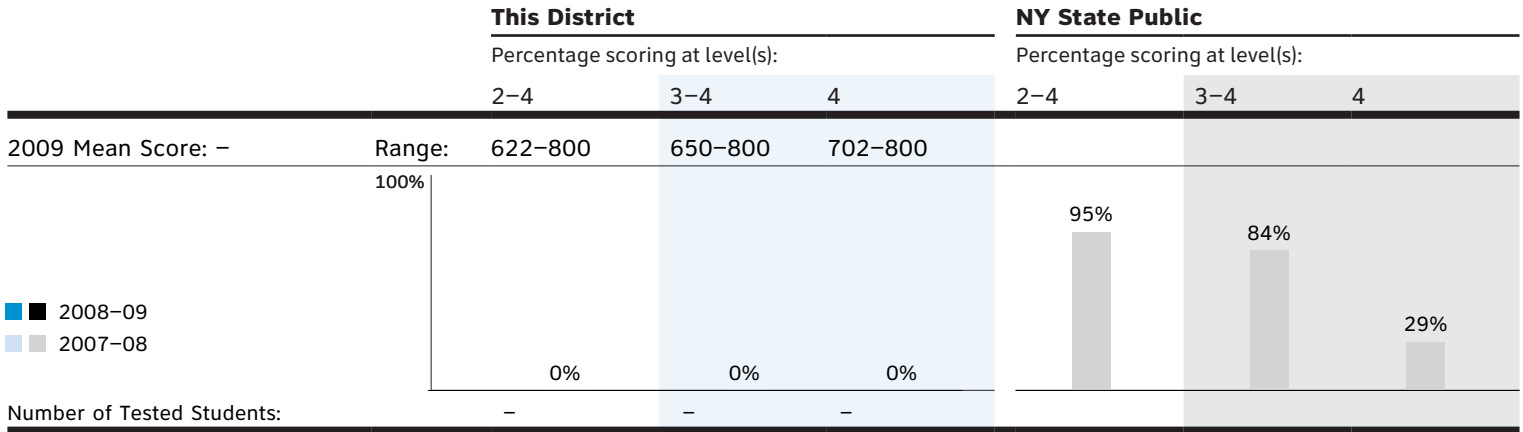 This District NY State Public
Percentage scoring at level(s): Percentage scoring at level(s):
2–4 3–4 4 2–4 3–4 4
2009 Mean Score: – Range: 622–800 650–800 702–800
100%
95%
84%
2008–09
29%
2007–08
0% 0% 0%
Number of Tested Students: – – –